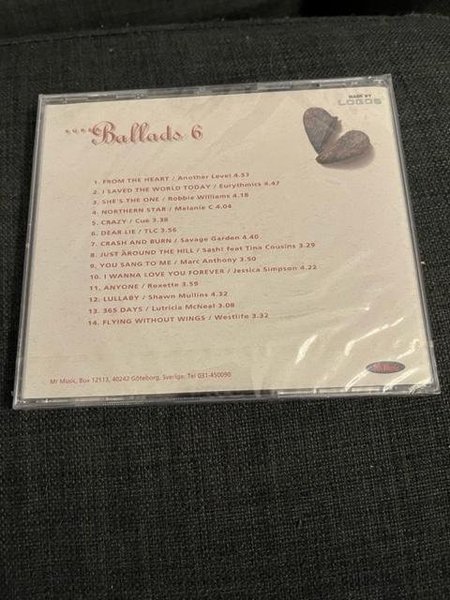 MADE BY
LOGOS
Ballads 6
1. FROM THE HEART / Another Level 4.53
2. I SAVED THE WORLD TODAY / Eurythmics 4.47
3. SHE'S THE ONE / Robbie Williams 4.18
4. NORTHERN STAR / Melanie C 4.04
5. CRAZY / Cue 3.38
6. DEAR LIE / TLC 3.56
7. CRASH AND BURN / Savage Garden 4.40
8. JUST AROUND THE HILL / Sash! feat Tina Cousins 3.29
9. YOU SANG TO ME / Marc Anthony 3.50
10. I WANNA LOVE YOU FOREVER / Jessica Simpson 4.22
11. ANYONE / Roxette 3.59
12. LULLABY / Shawn Mullins 4.32
13. 365 DAYS / Lutricia McNeal 3.08
14. FLYING WITHOUT WINGS / Westlife 3.32
Mr Music, Box 12513, 40242 Göteborg, Sverige. Tel 031-450090